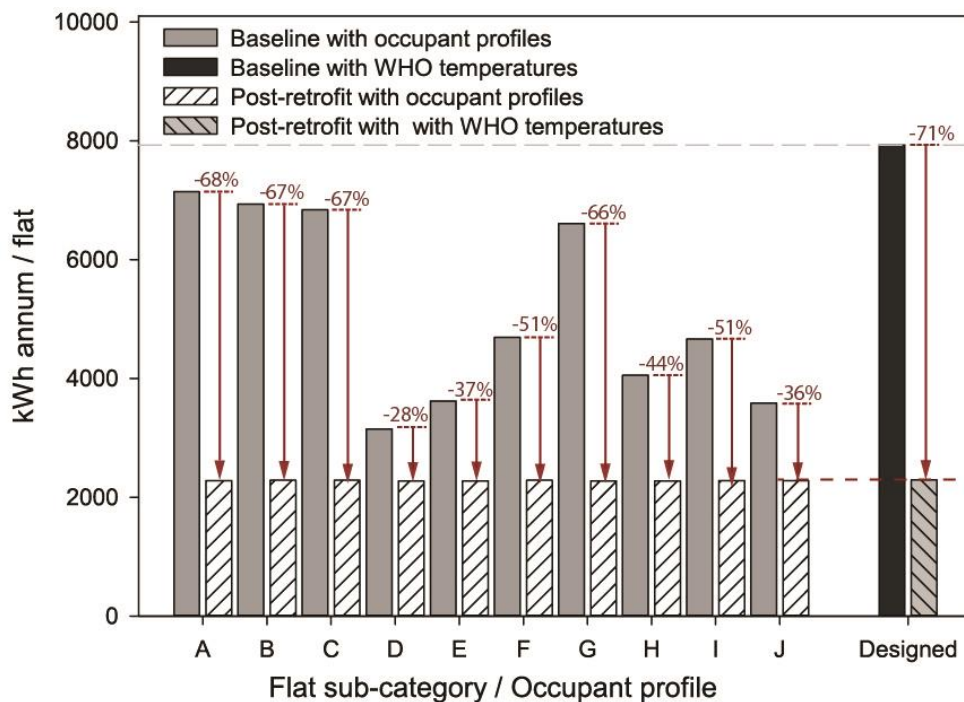 10000
8000
6000
4000
2000
0
kWh annum / flat
Baseline with occupant profiles
Baseline with WHO temperatures
Post-retrofit with occupant profiles
Post-retrofit with with WHO temperatures
-68%
-67%
-67%
-28%
-37%
-51%
-66%
-44%
-51%
-36%
-71%
A B C D E F G H I J Designed
Flat sub-category / Occupant profile